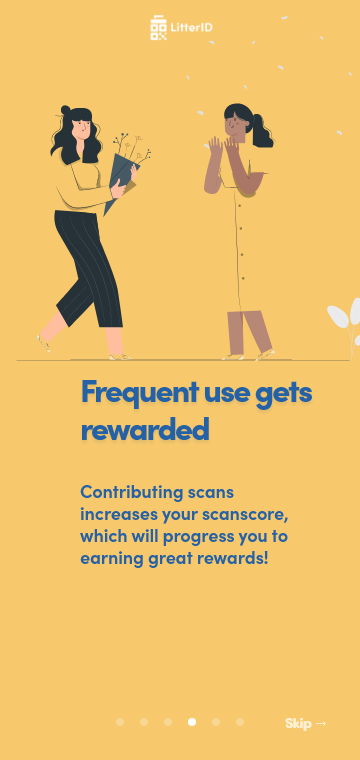 LitterID
Frequent use gets
rewarded
Contributing scans
increases your scanscore,
which will progress you to
earning great rewards!
Skip →